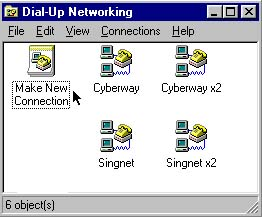 Dial-Up Networking
File Edit View Connections Help
Make New Connection
Cyberway
Cyberway x2
Singnet
Singnet x2
6 object(s)